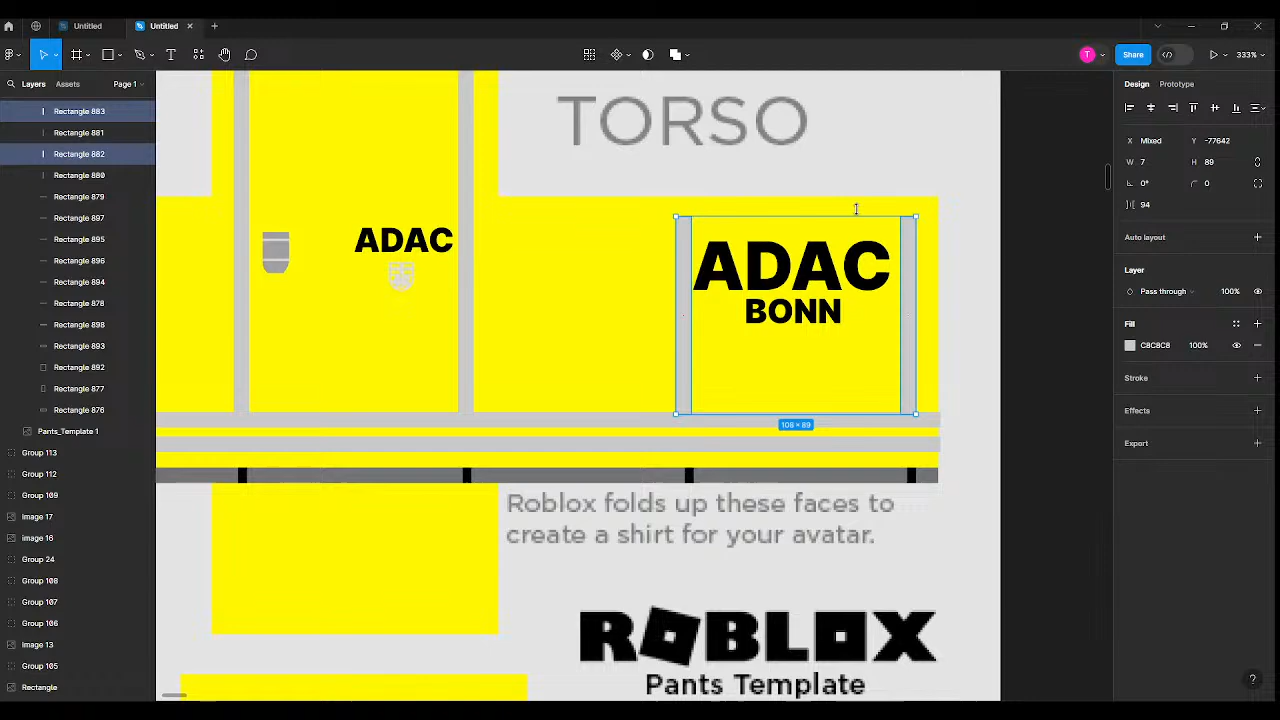 Untitled
Untitled
Share
333%
Layers
Assets
Page 1
Rectangle 883
Rectangle 881
Rectangle 882
Rectangle 880
Rectangle 879
Rectangle 897
Rectangle 895
Rectangle 896
Rectangle 894
Rectangle 878
Rectangle 898
Rectangle 893
Rectangle 892
Rectangle 877
Rectangle 876
Pants_Template 1
Group 113
Group 112
Group 109
Image 17
image 16
Group 24
Group 108
Group 107
Group 106
Image 13
Group 105
Rectangle
TORSO
ADAC
ADAC
BONN
108 × 89
Roblox folds up these faces to
create a shirt for your avatar.
ROBLOX
Pants Template
Design
Prototype
X Mixed
Y -77642
W 7
H 89
0°
0
94
Auto layout
Layer
Pass through
100%
Fill
C8C8C8
100%
Stroke
Effects
Export
T
?